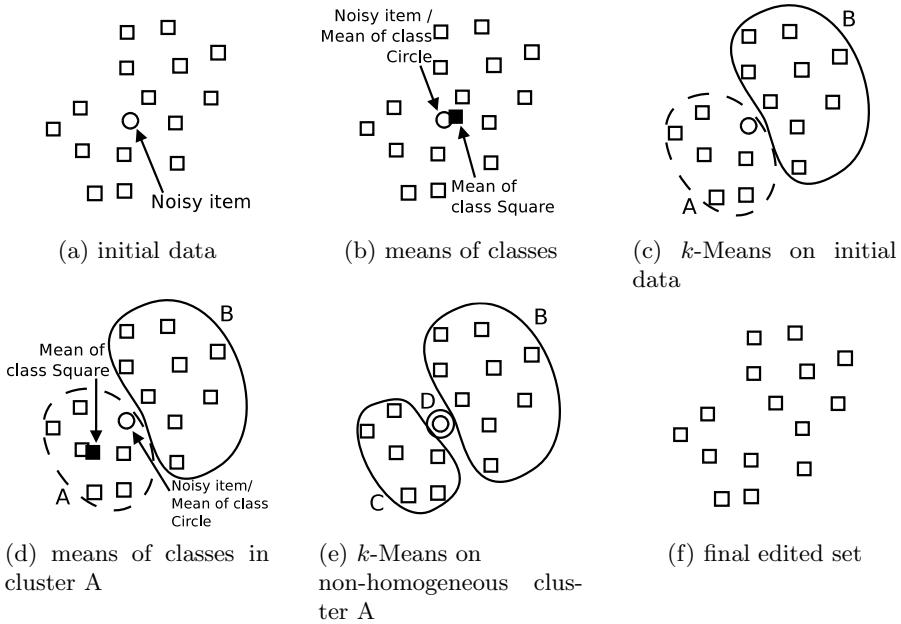 Noisy item
(a) initial data
Noisy item /
Mean of class
Circle
Mean of
class Square
(b) means of classes
B
A
(c) k-Means on initial
data
Mean of
class Square
B
A
Noisy item/
Mean of class
Circle
(d) means of classes in
cluster A
B
D
C
(e) k-Means on
non-homogeneous clus-
ter A
(f) final edited set